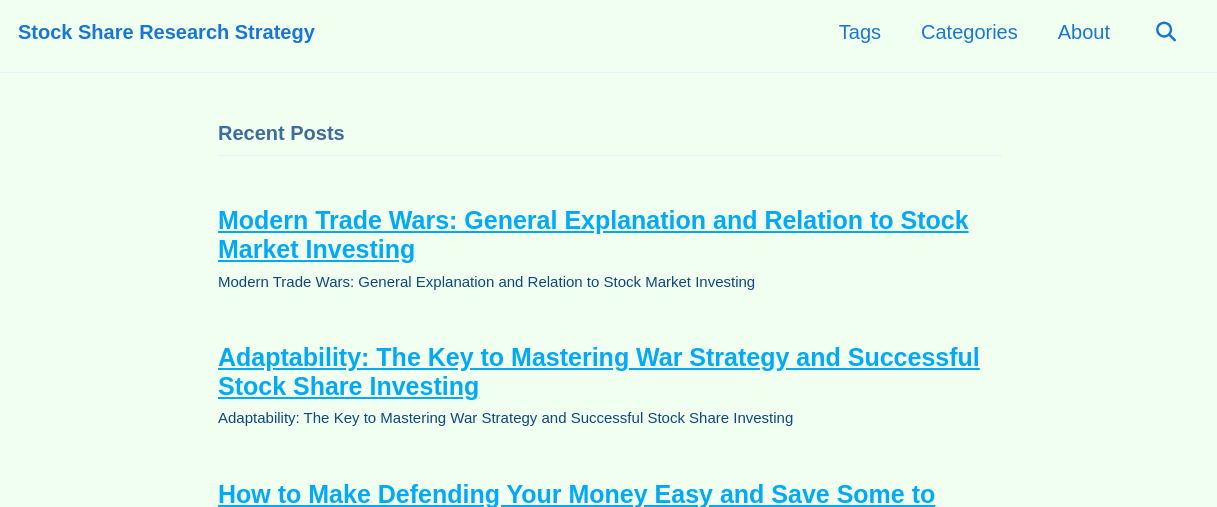 Stock Share Research Strategy
Tags
Categories
About
Recent Posts
Modern Trade Wars: General Explanation and Relation to Stock
Market Investing
Modern Trade Wars: General Explanation and Relation to Stock Market Investing
Adaptability: The Key to Mastering War Strategy and Successful
Stock Share Investing
Adaptability: The Key to Mastering War Strategy and Successful Stock Share Investing
How to Make Defending Your Money Easy and Save Some to